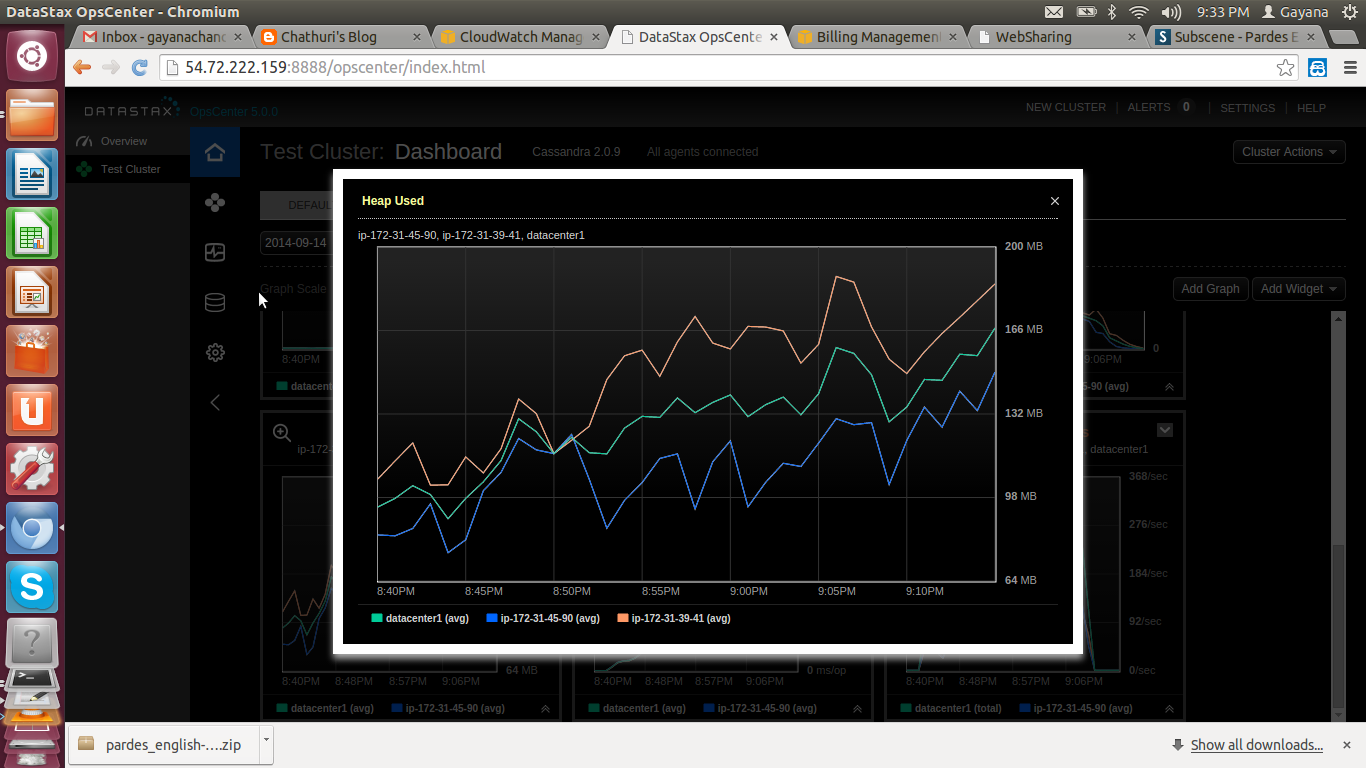 DataStax OpsCenter - Chromium
9:33 PM Gayana
Inbox - gayanachand
Chathuri's Blog
CloudWatch Manag
DataStax OpsCente
Billing Management
WebSharing
Subscene - Pardes E
54.72.222.159:8888/opscenter/index.html
DATASTAX OpsCenter 5.0.0
NEW CLUSTER | ALERTS 0 | SETTINGS | HELP
Overview
Test Cluster
Test Cluster: Dashboard Cassandra 2.0.9 All agents connected
Cluster Actions
DEFAU
2014-09-14
Graph Scale
Add Graph
Add Widget
Heap Used
ip-172-31-45-90, ip-172-31-39-41, datacenter1
200 MB
166 MB
132 MB
98 MB
64 MB
8:40PM 8:45PM 8:50PM 8:55PM 9:00PM 9:05PM 9:10PM
datacenter1 (avg) ip-172-31-45-90 (avg) ip-172-31-39-41 (avg)
8:40PM
9:06PM
0
datacent
5-90 (avg)
ip-172-
, datacenter1
368/sec
276/sec
184/sec
92/sec
64 MB
0 ms/op
0/sec
8:40PM 8:48PM 8:57PM 9:06PM
8:40PM 8:48PM 8:57PM 9:06PM
8:40PM 8:48PM 8:57PM 9:06PM
datacenter1 (avg) ip-172-31-45-90 (avg)
datacenter1 (avg) ip-172-31-45-90 (avg)
datacenter1 (total) ip-172-31-45-90 (avg)
pardes_english-....zip
Show all downloads...